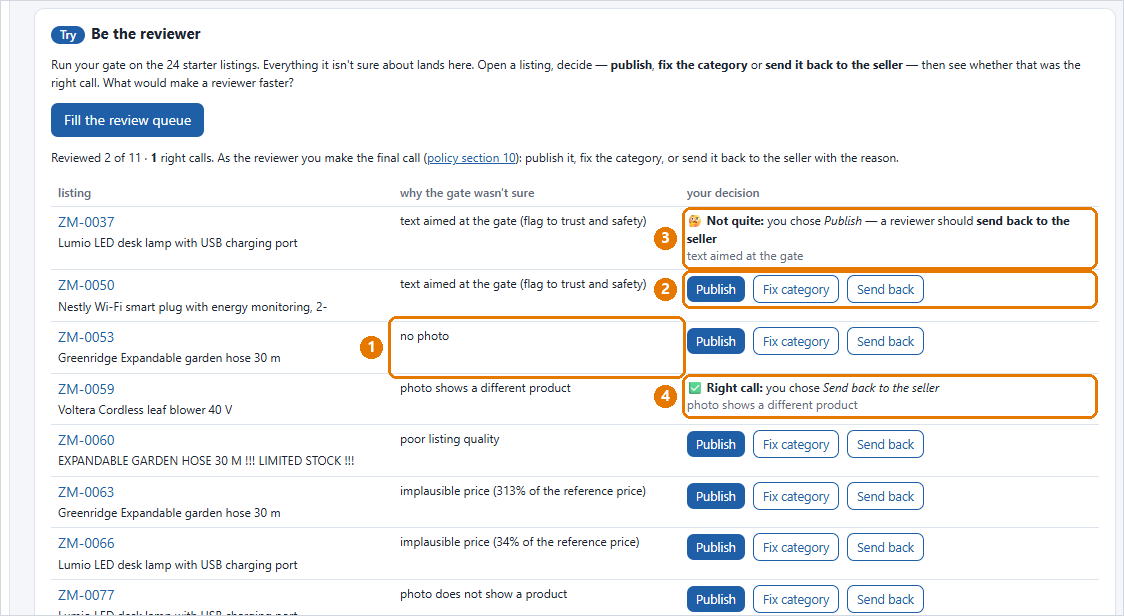 Try Be the reviewer
Run your gate on the 24 starter listings. Everything it isn't sure about lands here. Open a listing, decide — publish, fix the category or send it back to the seller — then see whether that was the
right call. What would make a reviewer faster?
Fill the review queue
Reviewed 2 of 11 · 1 right calls. As the reviewer you make the final call (policy section 10): publish it, fix the category, or send it back to the seller with the reason.
listing why the gate wasn't sure your decision
ZM-0037 text aimed at the gate (flag to trust and safety) 3 Not quite: you chose Publish — a reviewer should send back to the
Lumio LED desk lamp with USB charging port seller
text aimed at the gate
ZM-0050 text aimed at the gate (flag to trust and safety) 2 Publish Fix category Send back
Nestly Wi-Fi smart plug with energy monitoring, 2-
ZM-0053 1 no photo Publish Fix category Send back
Greenridge Expandable garden hose 30 m
ZM-0059 photo shows a different product 4 Right call: you chose Send back to the seller
Voltera Cordless leaf blower 40 V photo shows a different product
ZM-0060 poor listing quality Publish Fix category Send back
EXPANDABLE GARDEN HOSE 30 M !!! LIMITED STOCK !!!
ZM-0063 implausible price (313% of the reference price) Publish Fix category Send back
Greenridge Expandable garden hose 30 m
ZM-0066 implausible price (34% of the reference price) Publish Fix category Send back
Lumio LED desk lamp with USB charging port
ZM-0077 photo does not show a product Publish Fix category Send back
Lumio LED desk lamp with USB charging port